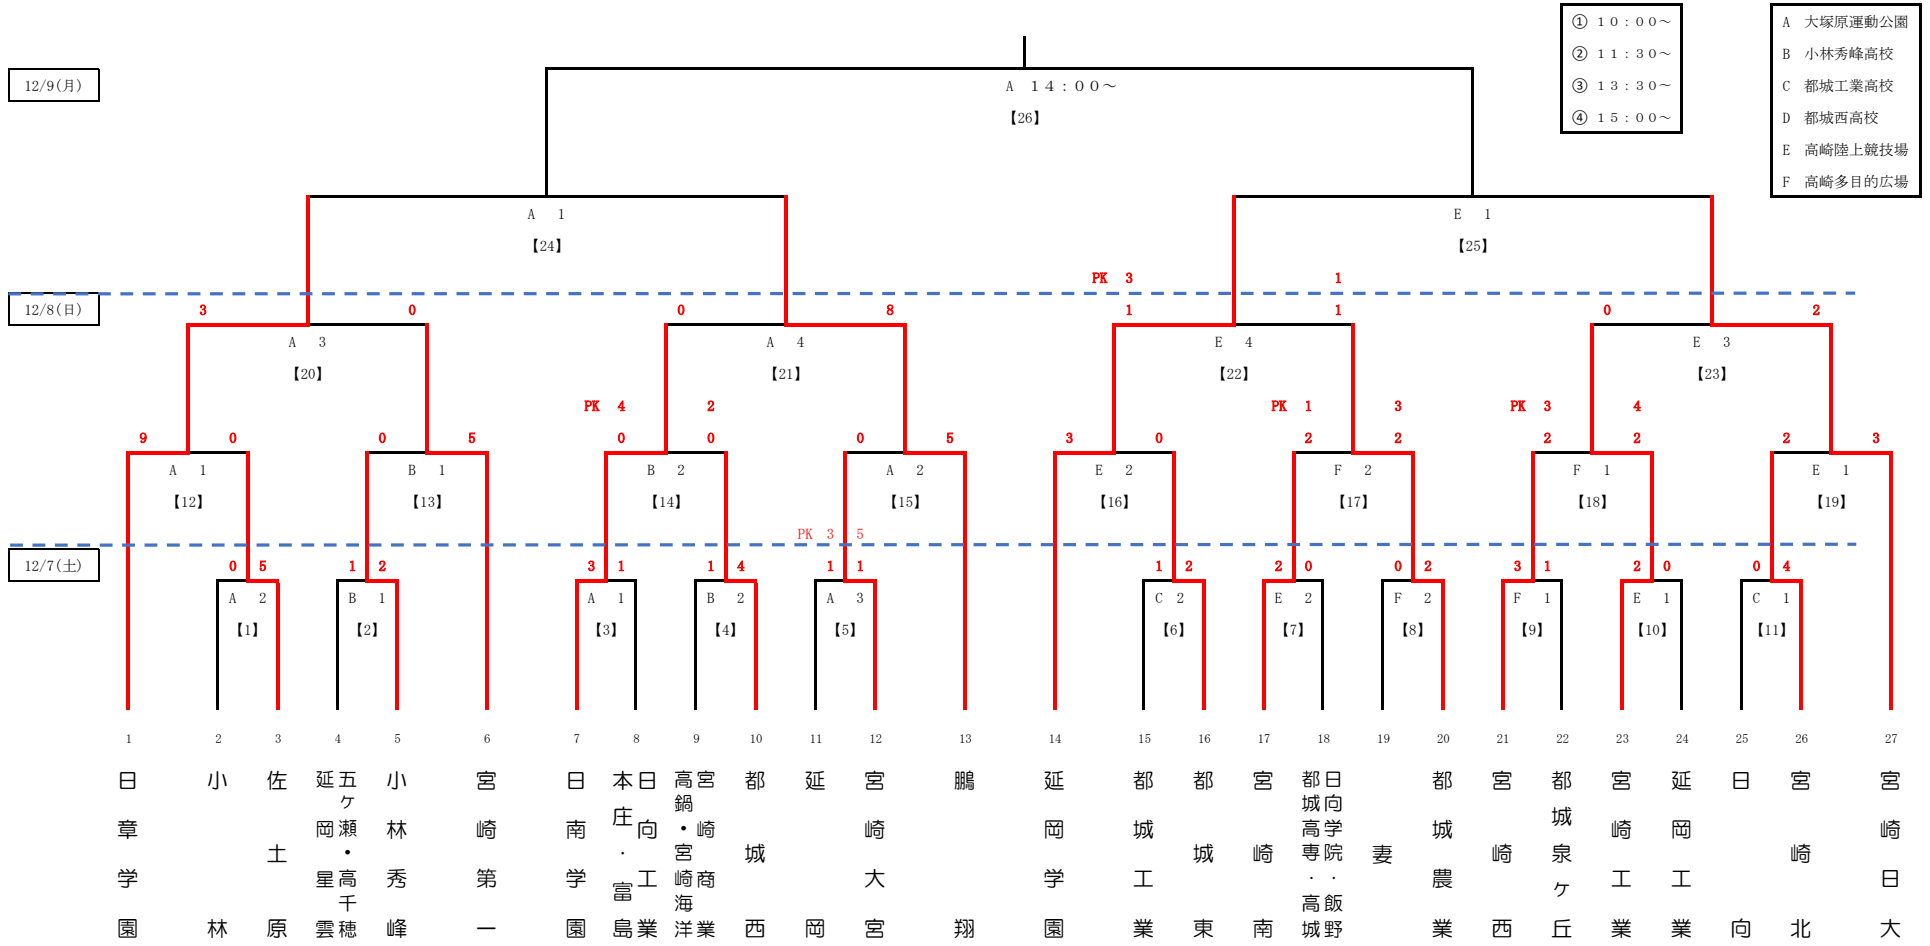 ① １０：００～
② １１：３０～
③ １３：３０～
④ １５：００～
A 大塚原運動公園
B 小林秀峰高校
C 都城工業高校
D 都城西高校
E 高崎陸上競技場
F 高崎多目的広場
12/9(月)
A １４：００～
【26】
A 1
E 1
【24】
【25】
PK 3 1
12/8(日)
3 0 0 8 1 1 0 2
A 3
A 4
E 4
E 3
【20】
【21】
【22】
【23】
PK 4 2
PK 1 3
PK 3 4
9 0 0 5 0 0 0 5 3 0 2 2 2 2 2 3
A 1
B 1
B 2
A 2
E 2
F 2
F 1
E 1
【12】
【13】
【14】
【15】
【16】
【17】
【18】
【19】
PK 3 5
12/7(土)
0 5 1 2 3 1 1 4 1 1 1 2 2 0 0 2 3 1 2 0 0 4
A 2
B 1
A 1
B 2
A 3
C 2
E 2
F 2
F 1
E 1
C 1
【1】
【2】
【3】
【4】
【5】
【6】
【7】
【8】
【9】
【10】
【11】
1 2 3 4 5 6 7 8 9 10 11 12 13 14 15 16 17 18 19 20 21 22 23 24 25 26 27
日章学園
小林
佐土原
五ケ瀬・高千穂
延岡星雲
小林秀峰
宮崎第一
日南学園
日向工業
本庄・富島
宮崎商業
高鍋・宮崎海洋
都城西
延岡
宮崎大宮
鵬翔
延岡学園
都城工業
都城東
宮崎南
日向学院・飯野
都城高専・高城
妻
都城農業
宮崎西
都城泉ケ丘
宮崎工業
延岡工業
日向
宮崎北
宮崎日大